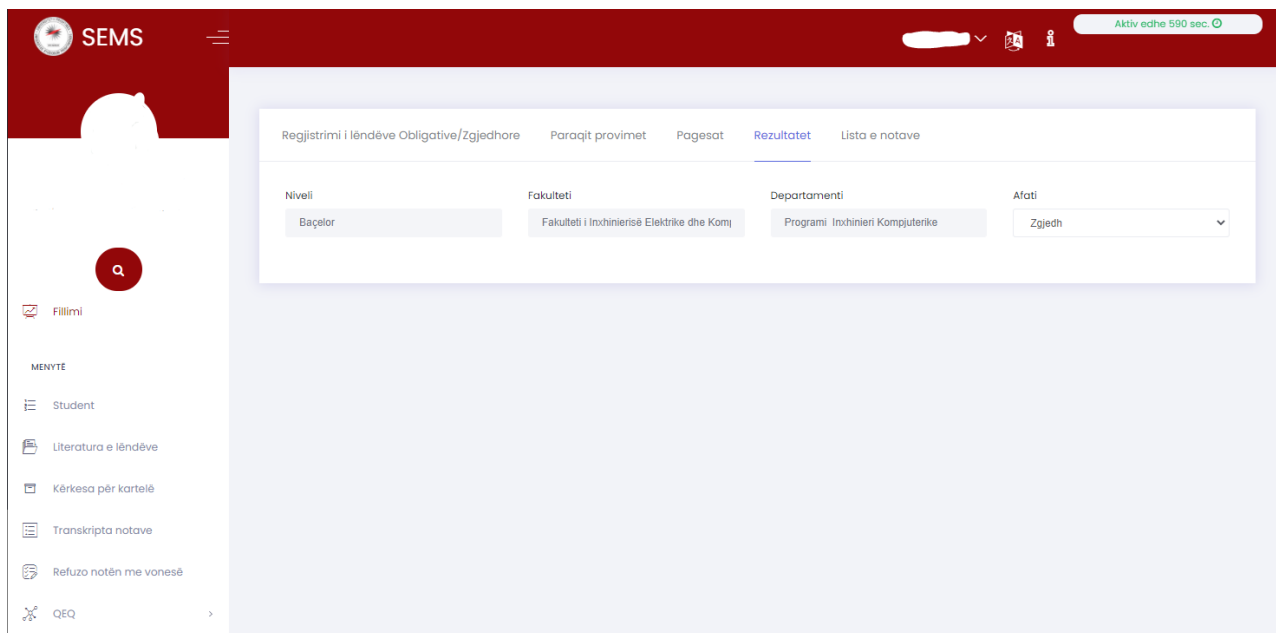 SEMS
Aktiv edhe 590 sec.
Regjistrimi i lëndëve Obligative/Zgjedhore Paraqit provimet Pagesat Rezultatet Lista e notave
Niveli Fakulteti Departamenti Afati
Baçelor Fakulteti i Inxhinierisë Elektrike dhe Komp Programi Inxhinieri Kompjuterike Zgjedh
Fillimi
MENYTË
Student
Literatura e lëndëve
Kërkesa për kartelë
Transkripta notave
Refuzo notën me vonesë
QEQ